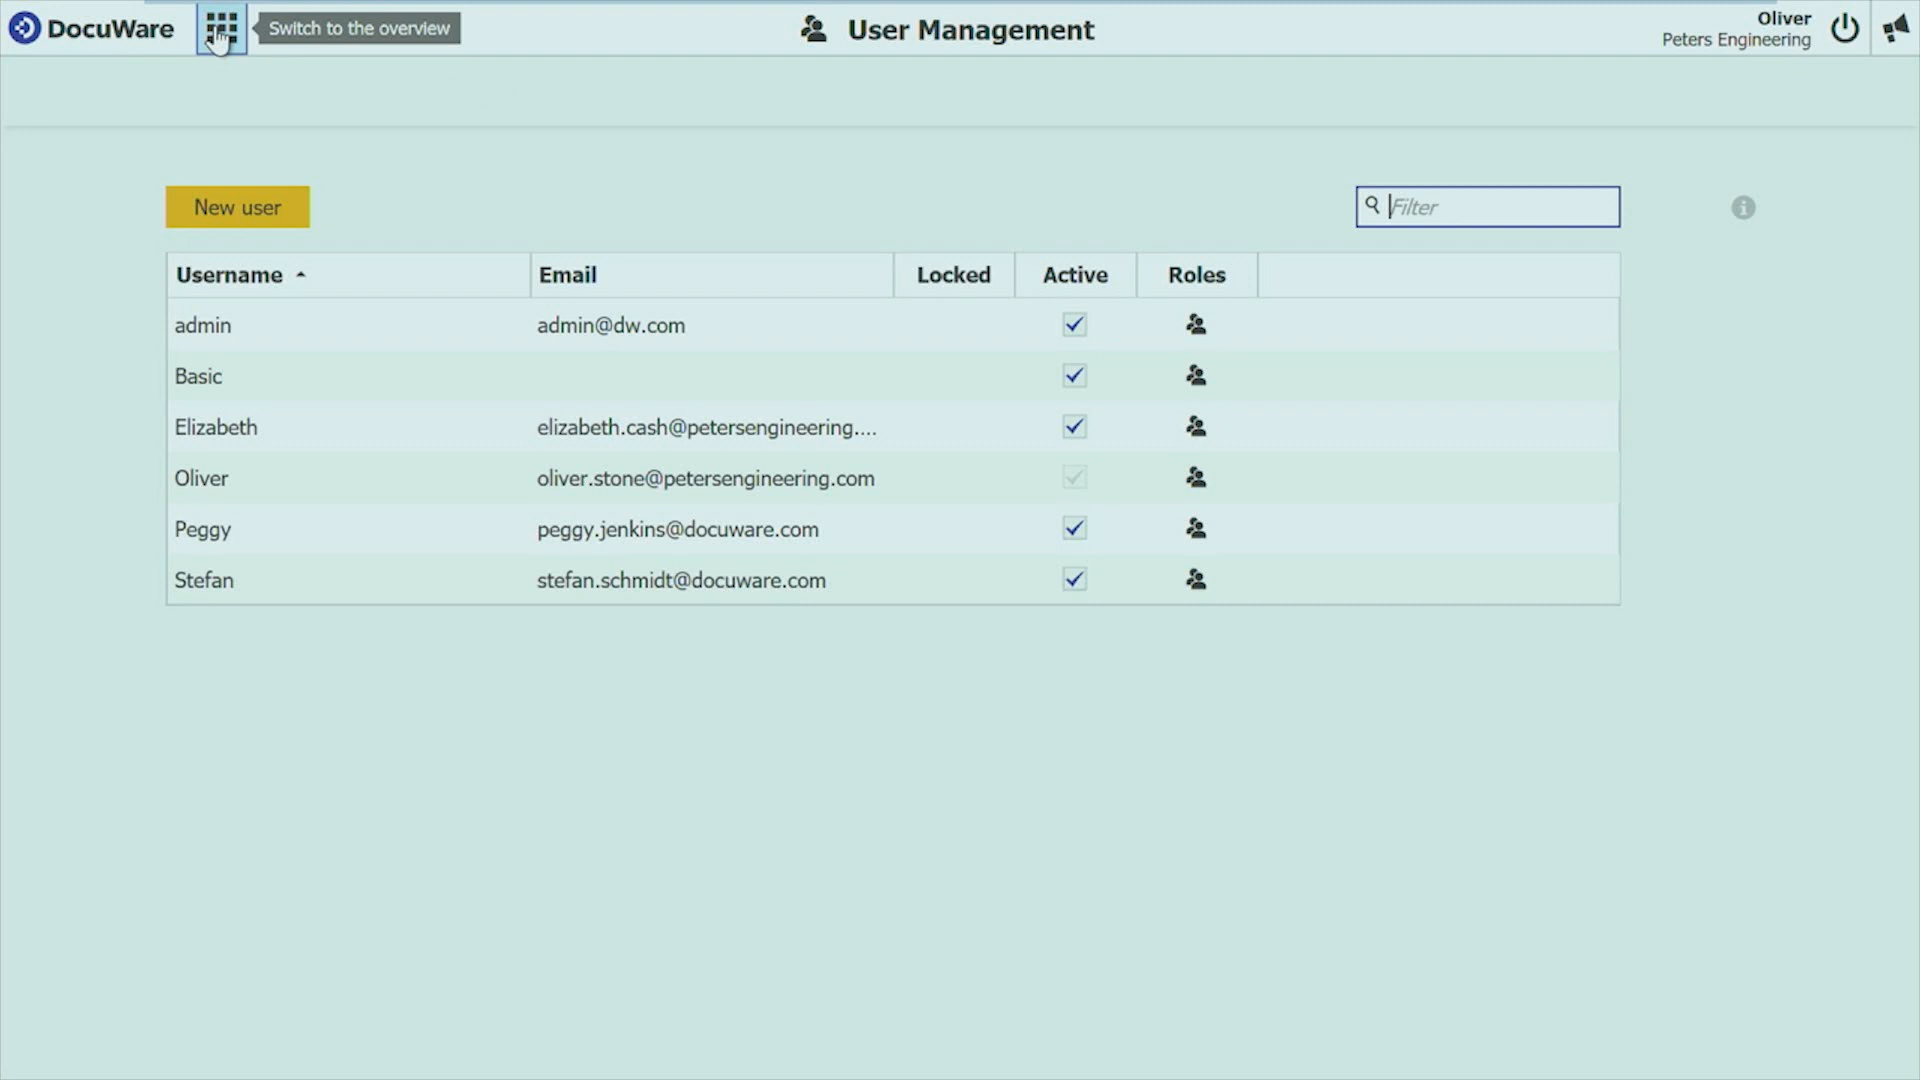 DocuWare
Switch to the overview
User Management
Oliver
Peters Engineering
New user
Filter
Username Email Locked Active Roles
admin admin@dw.com
Basic
Elizabeth elizabeth.cash@petersengineering....
Oliver oliver.stone@petersengineering.com
Peggy peggy.jenkins@docuware.com
Stefan stefan.schmidt@docuware.com